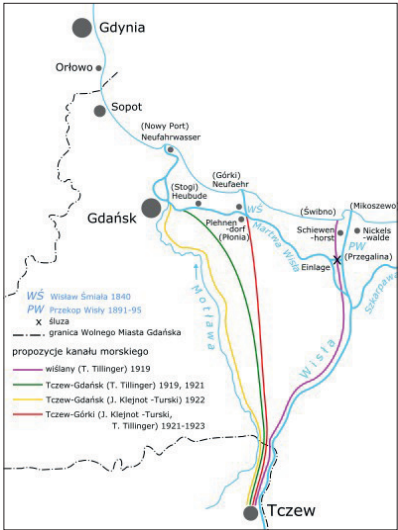 Gdynia
Orłowo
Sopot
(Nowy Port)
Neufahrwasser
(Stogi)
Heubude
(Górki)
Neufaehr
WŚ
Gdańsk
Plehnen
-dorf
(Płonia)
Martwa Wisła
(Świbno)
(Mikoszewo)
Schiewen
-horst
Nickels
-walde
PW
(Przegalina)
Einlage
x
Szkarpawa
Motława
Wisła
WŚ Wisław Śmiała 1840
PW Przekop Wisły 1891-95
x śluza
granica Wolnego Miasta Gdańska
propozycje kanału morskiego
wiślany (T. Tillinger) 1919
Tczew-Gdańsk (T. Tillinger) 1919, 1921
Tczew-Gdańsk (J. Klejnot -Turski) 1922
Tczew-Górki (J. Klejnot -Turski,
T. Tillinger) 1921-1923
Tczew